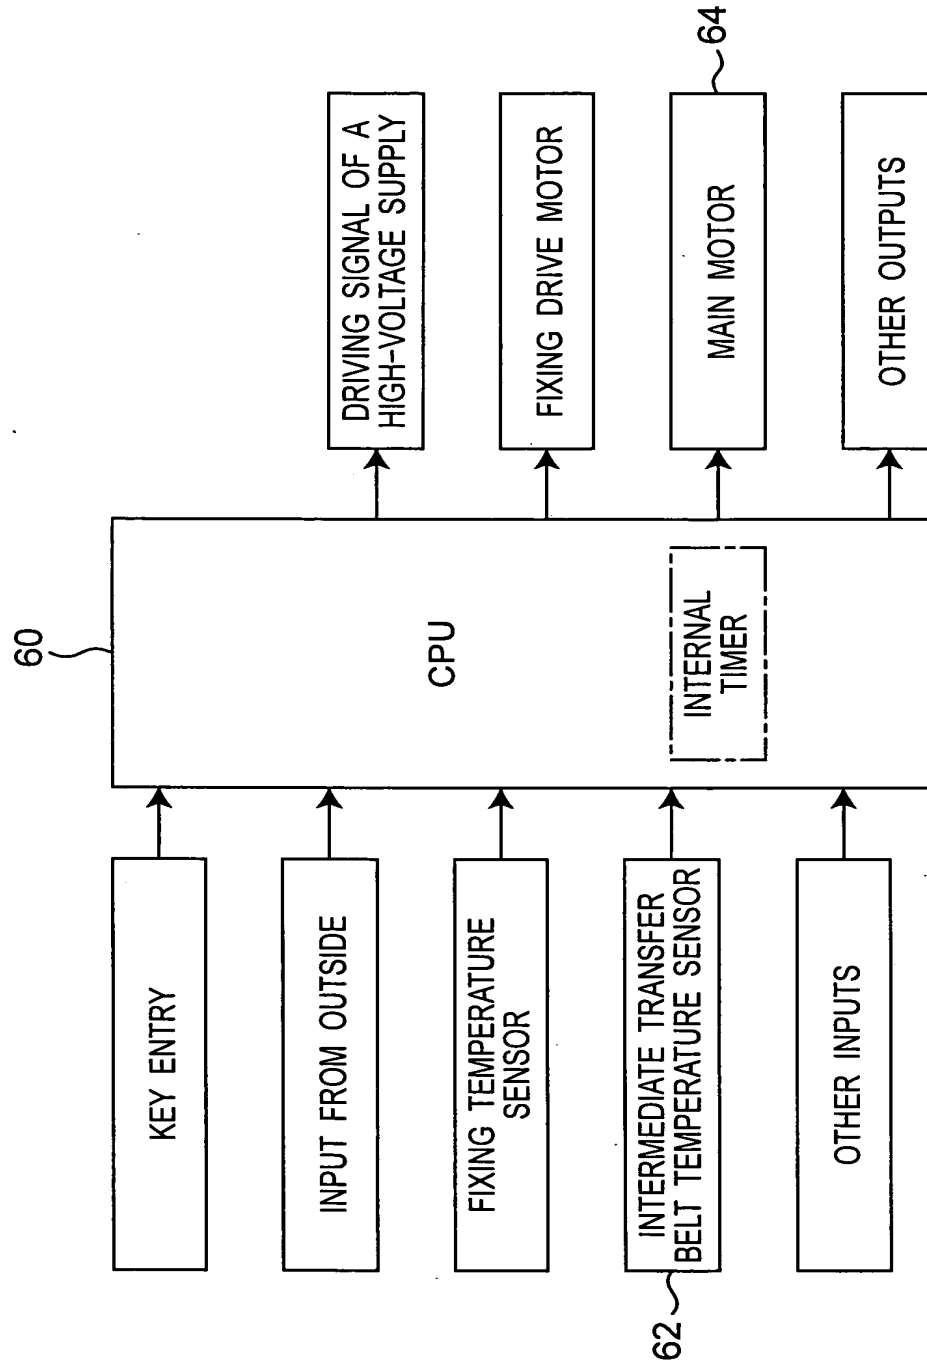 60
KEY ENTRY
INPUT FROM OUTSIDE
FIXING TEMPERATURE
SENSOR
INTERMEDIATE TRANSFER
BELT TEMPERATURE SENSOR
62
OTHER INPUTS
CPU
INTERNAL
TIMER
DRIVING SIGNAL OF A
HIGH-VOLTAGE SUPPLY
FIXING DRIVE MOTOR
MAIN MOTOR
64
OTHER OUTPUTS